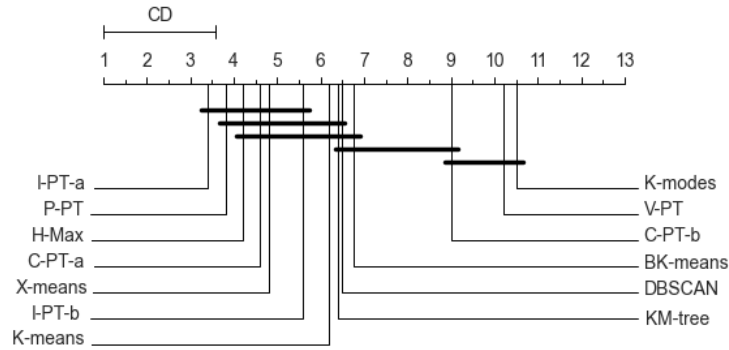 CD
1 2 3 4 5 6 7 8 9 10 11 12 13
I-PT-a K-modes
P-PT V-PT
H-Max C-PT-b
C-PT-a BK-means
X-means DBSCAN
I-PT-b KM-tree
K-means